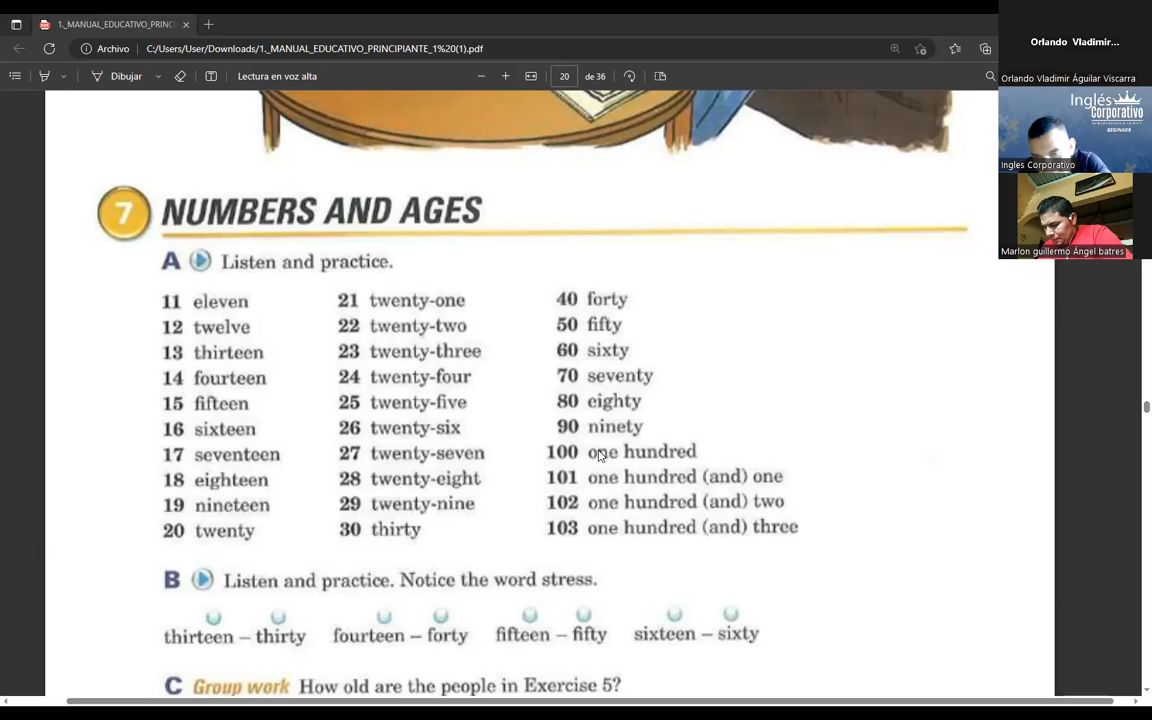 1._MANUAL_EDUCATIVO_PRINC
Archivo
C:/Users/User/Downloads/1._MANUAL_EDUCATIVO_PRINCIPIANTE_1%20(1).pdf
Dibujar
Lectura en voz alta
20
de 36
7 NUMBERS AND AGES
A Listen and practice.
11 eleven
12 twelve
13 thirteen
14 fourteen
15 fifteen
16 sixteen
17 seventeen
18 eighteen
19 nineteen
20 twenty
21 twenty-one
22 twenty-two
23 twenty-three
24 twenty-four
25 twenty-five
26 twenty-six
27 twenty-seven
28 twenty-eight
29 twenty-nine
30 thirty
40 forty
50 fifty
60 sixty
70 seventy
80 eighty
90 ninety
100 one hundred
101 one hundred (and) one
102 one hundred (and) two
103 one hundred (and) three
B Listen and practice. Notice the word stress.
thirteen – thirty fourteen – forty fifteen – fifty sixteen – sixty
C Group work How old are the people in Exercise 5?
Orlando Vladimir...
Orlando Vladimir Águilar Viscarra
Inglés
Corporativo
BEGINNER
Ingles Corporativo
Marlon guillermo Ángel batres